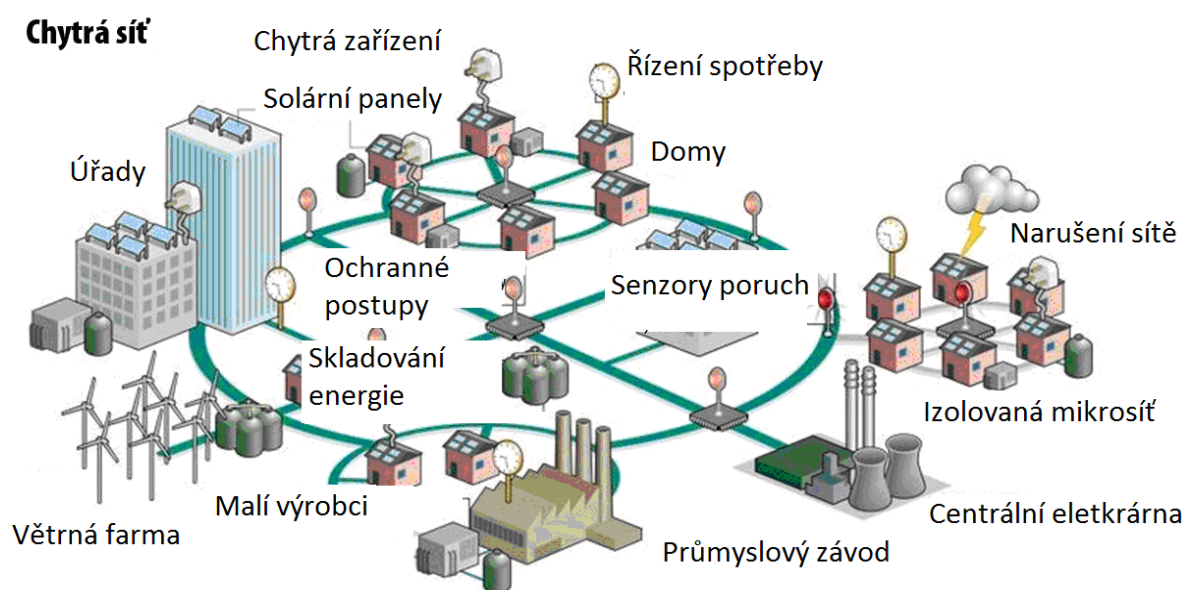 Chytrá síť
Chytrá zařízení
Řízení spotřeby
Solární panely
Domy
Úřady
Narušení sítě
Ochranné
postupy
Senzory poruch
Skladování
energie
Izolovaná mikrosíť
Malí výrobci
Centrální eletkrárna
Větrná farma
Průmyslový závod